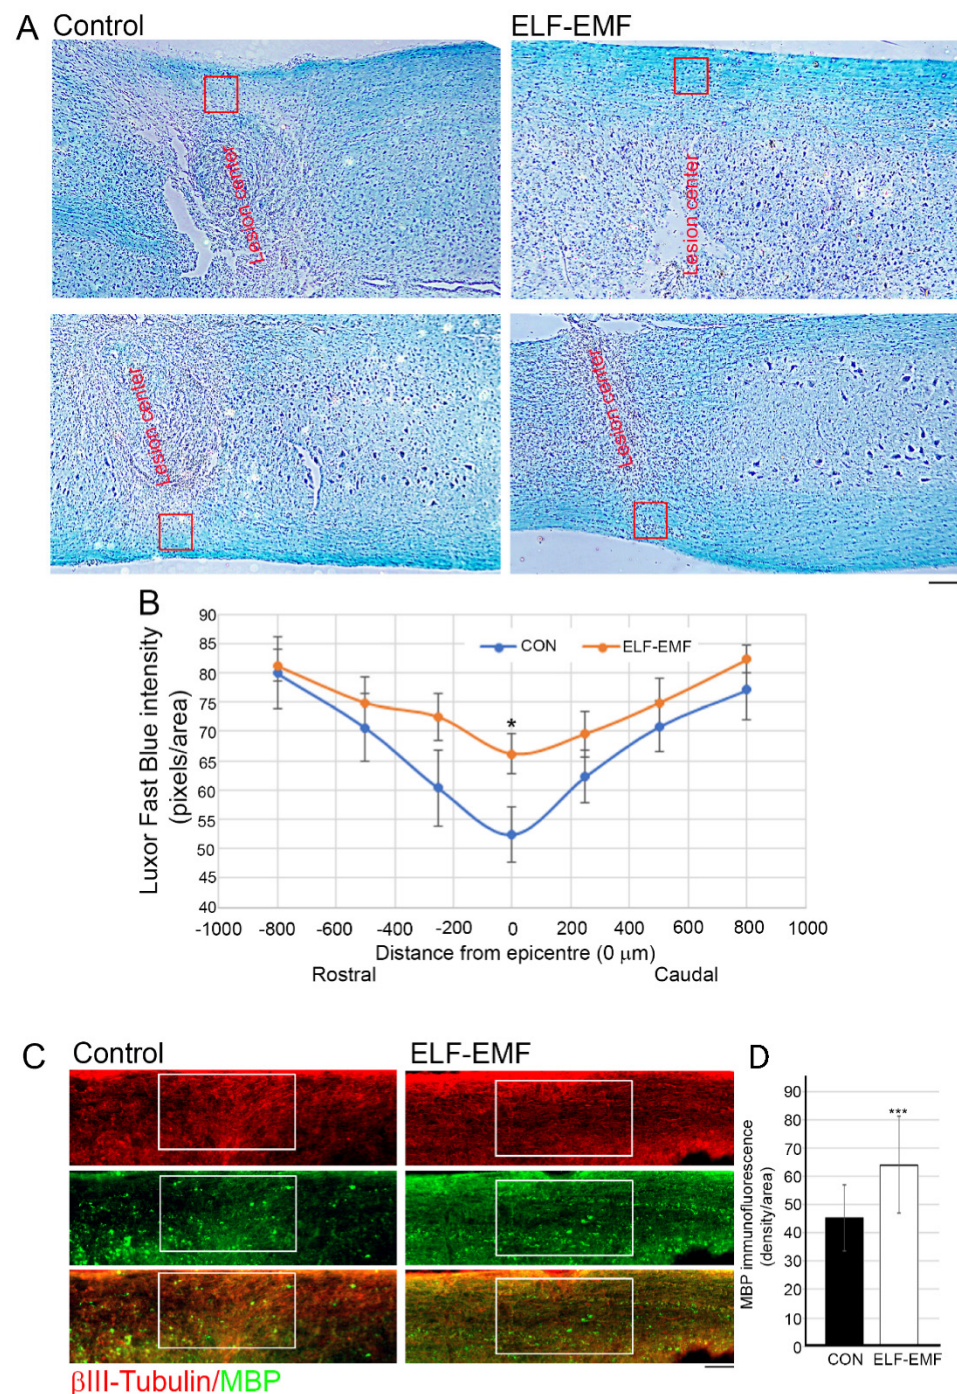 A Control ELF-EMF
Lesion center
Lesion center
Lesion center
Lesion center
B
Luxor Fast Blue intensity
(pixels/area)
CON ELF-EMF
90
85
80
75
70
65
60
55
50
45
40
*
-1000 -800 -600 -400 -200 0 200 400 600 800 1000
Distance from epicentre (0 μm)
Rostral Caudal
C Control ELF-EMF
βIII-Tubulin/MBP
D
MBP immunofluorescence
(density/area)
90
80
70
60
50
40
30
20
10
0
***
CON ELF-EMF